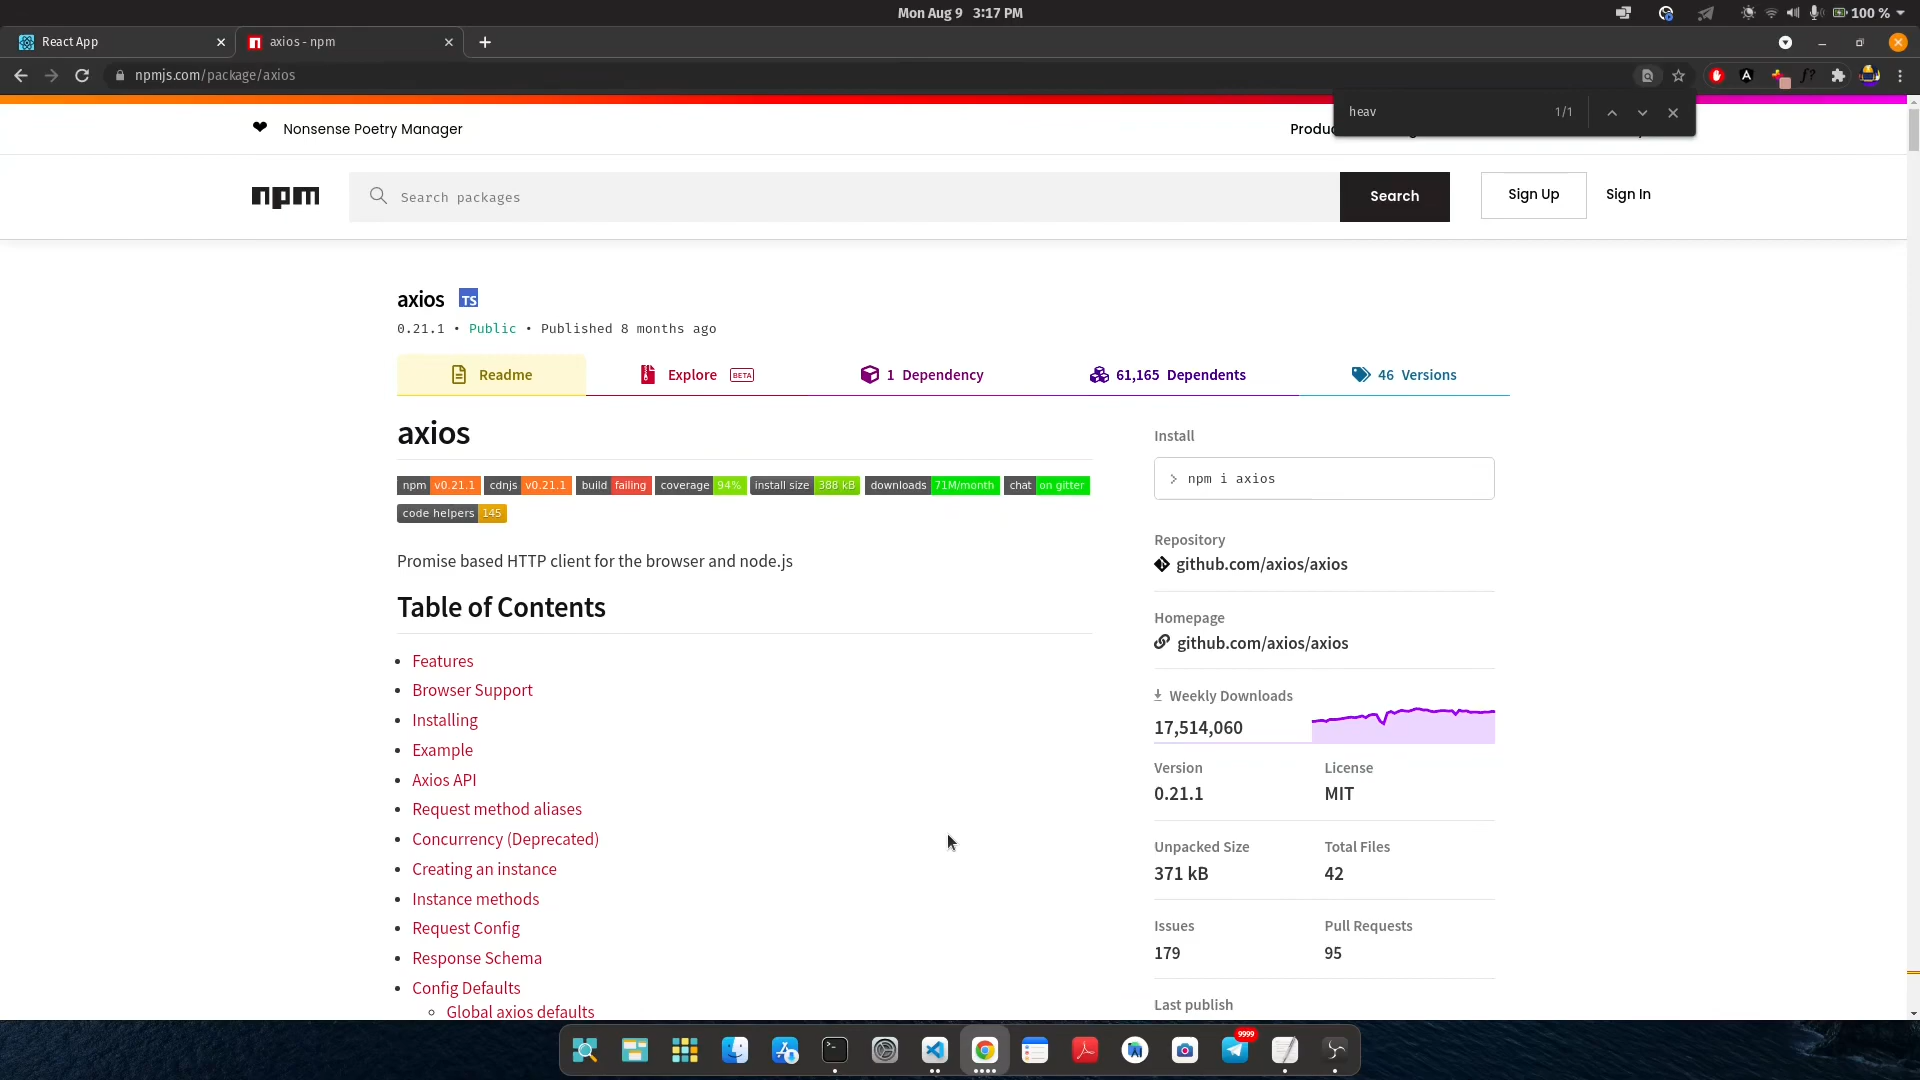 Mon Aug 9 3:17 PM
100 %
React App
axios - npm
npmjs.com/package/axios
heav
1/1
Nonsense Poetry Manager
npm
Search packages
Search
Sign Up
Sign In
axios TS
0.21.1 • Public • Published 8 months ago
Readme
Explore BETA
1 Dependency
61,165 Dependents
46 Versions
axios
npm v0.21.1 cdnjs v0.21.1 build failing coverage 94% install size 388 kB downloads 71M/month chat on gitter
code helpers 145
Promise based HTTP client for the browser and node.js
Table of Contents
• Features
• Browser Support
• Installing
• Example
• Axios API
• Request method aliases
• Concurrency (Deprecated)
• Creating an instance
• Instance methods
• Request Config
• Response Schema
• Config Defaults
◦ Global axios defaults
Install
> npm i axios
Repository
github.com/axios/axios
Homepage
github.com/axios/axios
Weekly Downloads
17,514,060
Version
0.21.1
License
MIT
Unpacked Size
371 kB
Total Files
42
Issues
179
Pull Requests
95
Last publish
9999